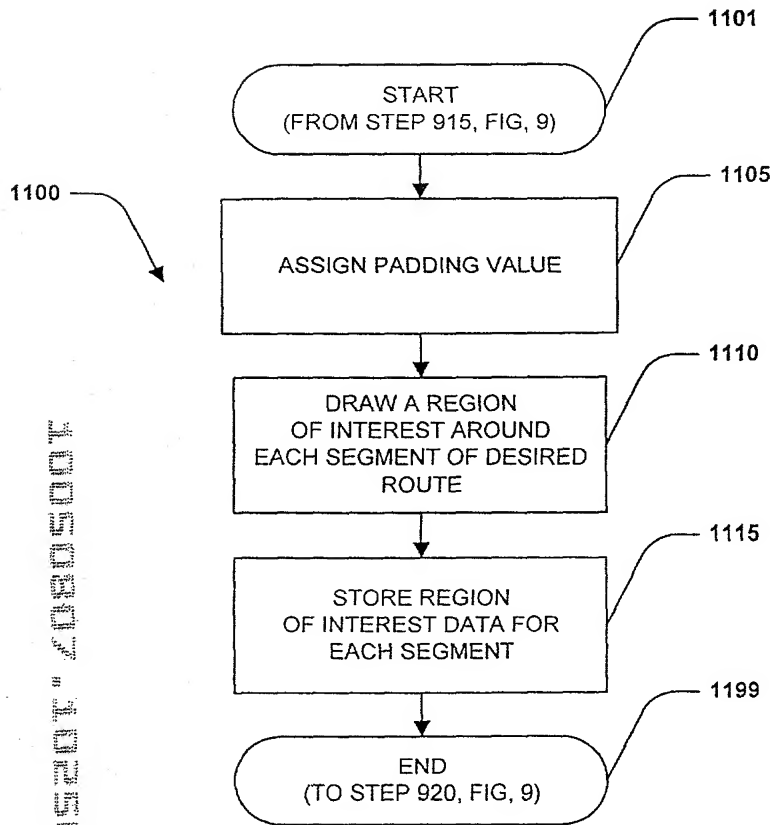 1101
START
(FROM STEP 915, FIG, 9)
1100
1105
ASSIGN PADDING VALUE
1110
DRAW A REGION
OF INTEREST AROUND
EACH SEGMENT OF DESIRED
ROUTE
1115
STORE REGION
OF INTEREST DATA FOR
EACH SEGMENT
1199
END
(TO STEP 920, FIG, 9)